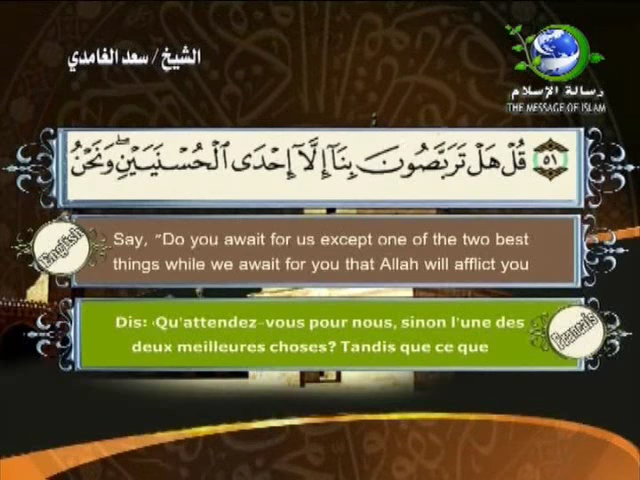 الشيخ / سعد الغامدي
رسالة الإسلام
THE MESSAGE OF ISLAM
٥١ قُلْ هَلْ تَرَبَّصُونَ بِنَآ إِلَّآ إِحْدَى ٱلْحُسْنَيَيْنِۖ وَنَحْنُ
English
Say, "Do you await for us except one of the two best
things while we await for you that Allah will afflict you
Dis: ‹Qu'attendez-vous pour nous, sinon l'une des
deux meilleures choses? Tandis que ce que
Français